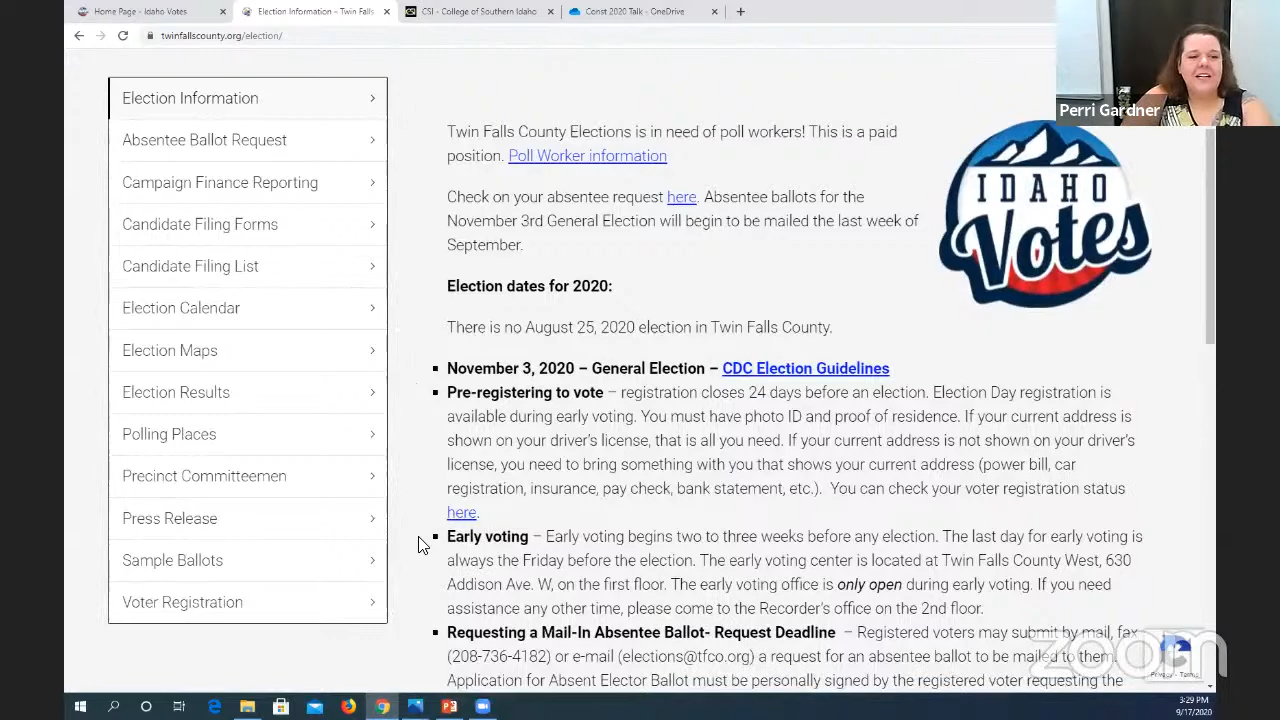 Home Page - Idaho Votes
Election Information – Twin Falls
CSI - College of Southern Idaho
Const 2020 Talk - OneDrive
twinfallscounty.org/election/
Perri Gardner
Election Information
Absentee Ballot Request
Campaign Finance Reporting
Candidate Filing Forms
Candidate Filing List
Election Calendar
Election Maps
Election Results
Polling Places
Precinct Committeemen
Press Release
Sample Ballots
Voter Registration
Twin Falls County Elections is in need of poll workers! This is a paid
position. Poll Worker information
Check on your absentee request here. Absentee ballots for the
November 3rd General Election will begin to be mailed the last week of
September.
IDAHO
Votes
Election dates for 2020:
There is no August 25, 2020 election in Twin Falls County.
November 3, 2020 – General Election – CDC Election Guidelines
Pre-registering to vote – registration closes 24 days before an election. Election Day registration is
available during early voting. You must have photo ID and proof of residence. If your current address is
shown on your driver's license, that is all you need. If your current address is not shown on your driver's
license, you need to bring something with you that shows your current address (power bill, car
registration, insurance, pay check, bank statement, etc.). You can check your voter registration status
here.
Early voting – Early voting begins two to three weeks before any election. The last day for early voting is
always the Friday before the election. The early voting center is located at Twin Falls County West, 630
Addison Ave. W, on the first floor. The early voting office is only open during early voting. If you need
assistance any other time, please come to the Recorder's office on the 2nd floor.
Requesting a Mail-In Absentee Ballot- Request Deadline – Registered voters may submit by mail, fax
(208-736-4182) or e-mail (elections@tfco.org) a request for an absentee ballot to be mailed to them.
Application for Absent Elector Ballot must be personally signed by the registered voter requesting the
zoom
Privacy - Terms
3:29 PM
9/17/2020